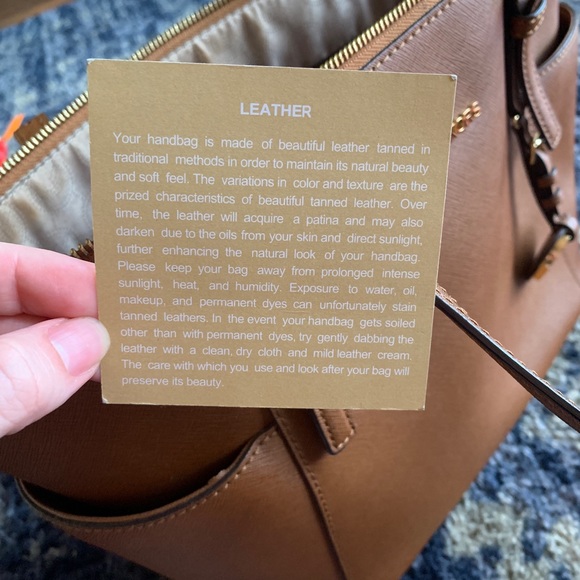 LEATHER
Your handbag is made of beautiful leather tanned in
traditional methods in order to maintain its natural beauty
and soft feel. The variations in color and texture are the
prized characteristics of beautiful tanned leather. Over
time, the leather will acquire a patina and may also
darken due to the oils from your skin and direct sunlight,
further enhancing the natural look of your handbag.
Please keep your bag away from prolonged intense
sunlight, heat, and humidity. Exposure to water, oil,
makeup, and permanent dyes can unfortunately stain
tanned leathers. In the event your handbag gets soiled
other than with permanent dyes, try gently dabbing the
leather with a clean, dry cloth and mild leather cream.
The care with which you use and look after your bag will
preserve its beauty.